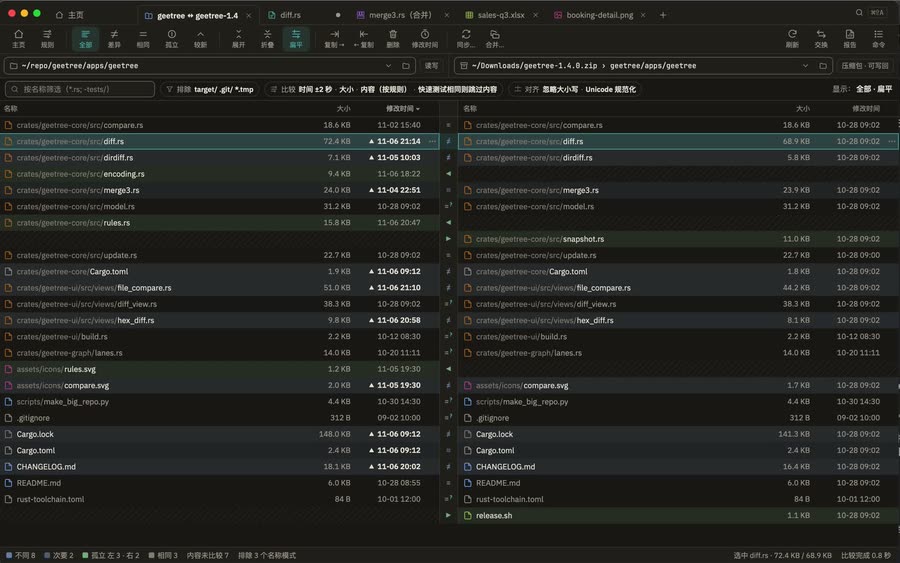 主页 geetree ⇔ geetree-1.4 × diff.rs merge3.rs（合并） × sales-q3.xlsx × booking-detail.png × +
主页 规则 全部 差异 相同 孤立 较新 展开 折叠 扁平 复制→ ←复制 删除 修改时间 同步… 合并… 刷新 交换 报告 命令
~/repo/geetree/apps/geetree 读写 ~/Downloads/geetree-1.4.0.zip › geetree/apps/geetree 压缩包 · 可写回
按名称筛选（*.rs; -tests/） 排除 target/ .git/ *.tmp 比较 时间 ±2 秒 · 大小 · 内容（按规则） · 快速测试相同则跳过内容 对齐 忽略大小写 · Unicode 规范化 显示： 全部 · 扁平
名称 大小 修改时间 名称 大小 修改时间
crates/geetree-core/src/compare.rs 18.6 KB 11-02 15:40 = crates/geetree-core/src/compare.rs 18.6 KB 10-28 09:02
crates/geetree-core/src/diff.rs 72.4 KB ▲ 11-06 21:14 ··· ≠ crates/geetree-core/src/diff.rs 68.9 KB 10-28 09:02 ···
crates/geetree-core/src/dirdiff.rs 7.1 KB ▲ 11-05 10:03 ≠ crates/geetree-core/src/dirdiff.rs 5.8 KB 10-28 09:02
crates/geetree-core/src/encoding.rs 9.4 KB 11-06 18:22 ◀
crates/geetree-core/src/merge3.rs 24.0 KB ▲ 11-04 22:51 crates/geetree-core/src/merge3.rs 23.9 KB 10-28 09:02
crates/geetree-core/src/model.rs 31.2 KB 10-28 09:02 =? crates/geetree-core/src/model.rs 31.2 KB 10-28 09:02
crates/geetree-core/src/rules.rs 15.8 KB 11-06 20:47 ◀
▶ crates/geetree-core/src/snapshot.rs 11.0 KB 10-28 09:02
crates/geetree-core/src/update.rs 22.7 KB 10-28 09:02 = crates/geetree-core/src/update.rs 22.7 KB 10-28 09:00
crates/geetree-core/Cargo.toml 1.9 KB ▲ 11-06 09:12 ≠ crates/geetree-core/Cargo.toml 1.8 KB 10-28 09:02
crates/geetree-ui/src/views/file_compare.rs 51.0 KB ▲ 11-06 21:10 ≠ crates/geetree-ui/src/views/file_compare.rs 44.2 KB 10-28 09:02
crates/geetree-ui/src/views/diff_view.rs 38.3 KB 10-28 09:02 =? crates/geetree-ui/src/views/diff_view.rs 38.3 KB 10-28 09:02
crates/geetree-ui/src/views/hex_diff.rs 9.8 KB ▲ 11-06 20:58 ≠ crates/geetree-ui/src/views/hex_diff.rs 8.1 KB 10-28 09:02
crates/geetree-ui/build.rs 2.2 KB 10-12 08:30 =? crates/geetree-ui/build.rs 2.2 KB 10-12 08:30
crates/geetree-graph/lanes.rs 14.0 KB 10-20 11:11 =? crates/geetree-graph/lanes.rs 14.0 KB 10-20 11:11
assets/icons/rules.svg 1.2 KB 11-05 19:30 ◀
assets/icons/compare.svg 2.0 KB ▲ 11-05 19:30 ≠ assets/icons/compare.svg 1.7 KB 10-28 09:02
scripts/make_big_repo.py 4.4 KB 10-30 14:30 =? scripts/make_big_repo.py 4.4 KB 10-30 14:30
.gitignore 312 B 09-02 10:00 =? .gitignore 312 B 09-02 10:00
Cargo.lock 148.0 KB ▲ 11-06 09:12 ≠ Cargo.lock 141.3 KB 10-28 09:02
Cargo.toml 2.4 KB ▲ 11-06 09:12 Cargo.toml 2.4 KB 10-28 09:02
CHANGELOG.md 18.1 KB ▲ 11-06 20:02 ≠ CHANGELOG.md 16.4 KB 10-28 09:02
README.md 6.0 KB 10-28 08:55 = README.md 6.0 KB 10-28 09:02
rust-toolchain.toml 84 B 10-01 12:00 =? rust-toolchain.toml 84 B 10-01 12:00
▶ release.sh 1.1 KB 10-28 09:02
不同 8 次要 2 孤立 左 3 · 右 2 相同 3 内容未比较 7 排除 3 个名称模式 选中 diff.rs · 72.4 KB / 68.9 KB 比较完成 0.8 秒